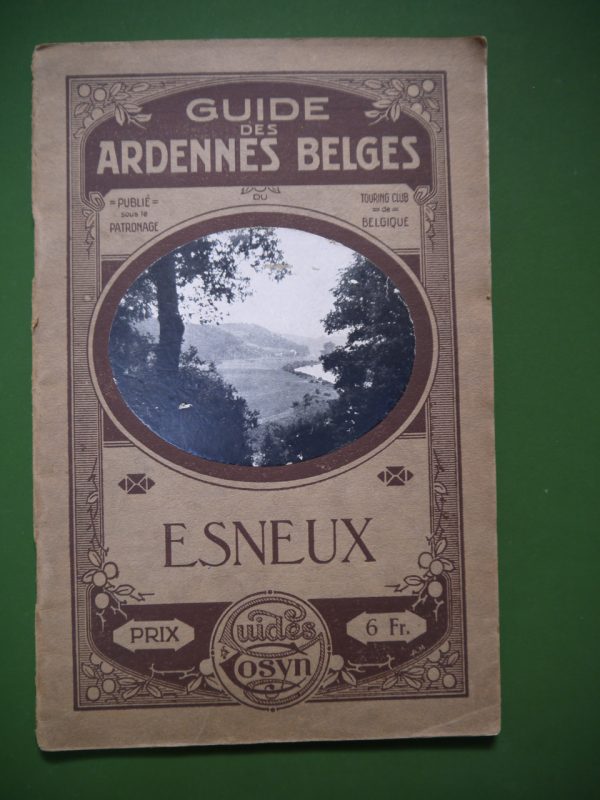 GUIDE
DES
ARDENNES BELGES
DU
= PUBLIÉ =
sous le
PATRONAGE
TOURING CLUB
= de =
BELGIQUE
ESNEUX
PRIX
Guides
Cosyn
6 Fr.